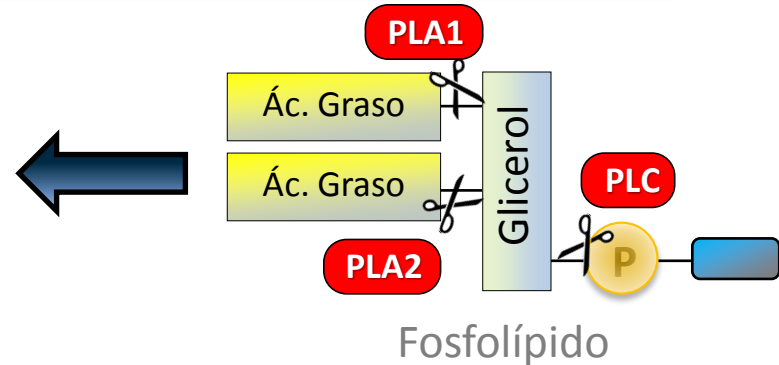 PLA1
Ác. Graso
Ác. Graso
Glicerol
PLC
P
PLA2
Fosfolípido